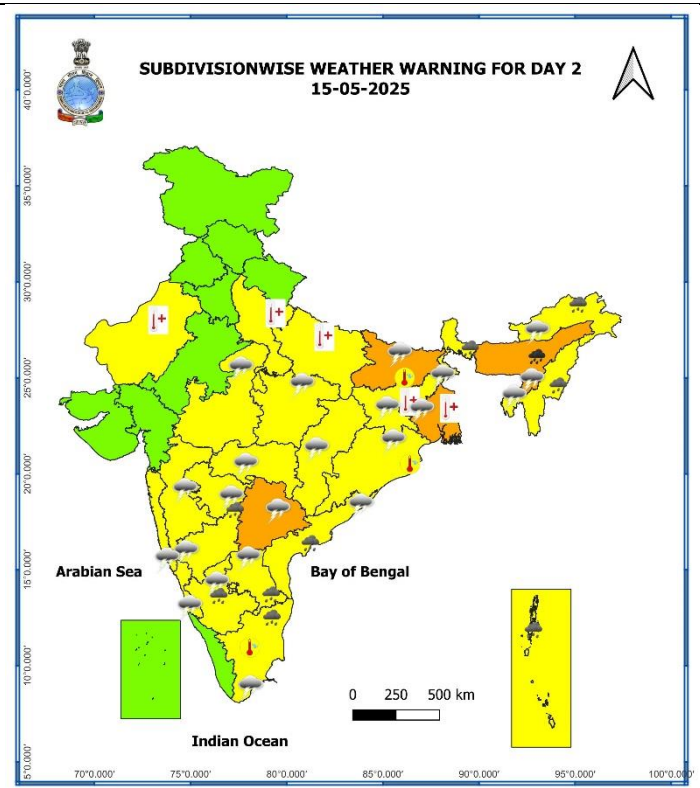 SUBDIVISIONWISE WEATHER WARNING FOR DAY 2
15-05-2025
40°0.000'
35°0.000'
30°0.000'
25°0.000'
20°0.000'
15°0.000'
10°0.000'
5°0.000'
Arabian Sea
Bay of Bengal
0 250 500 km
Indian Ocean
70°0.000' 75°0.000' 80°0.000' 85°0.000' 90°0.000' 95°0.000' 100°0.000'